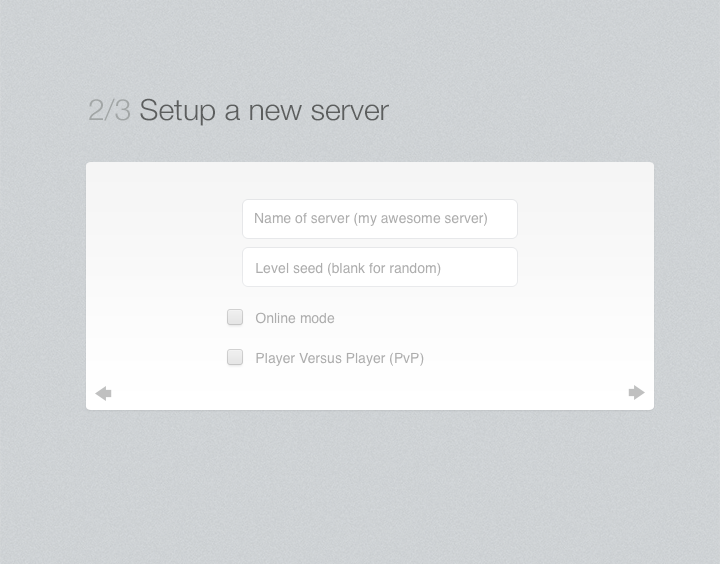 2/3 Setup a new server
Name of server (my awesome server)
Level seed (blank for random)
Online mode
Player Versus Player (PvP)